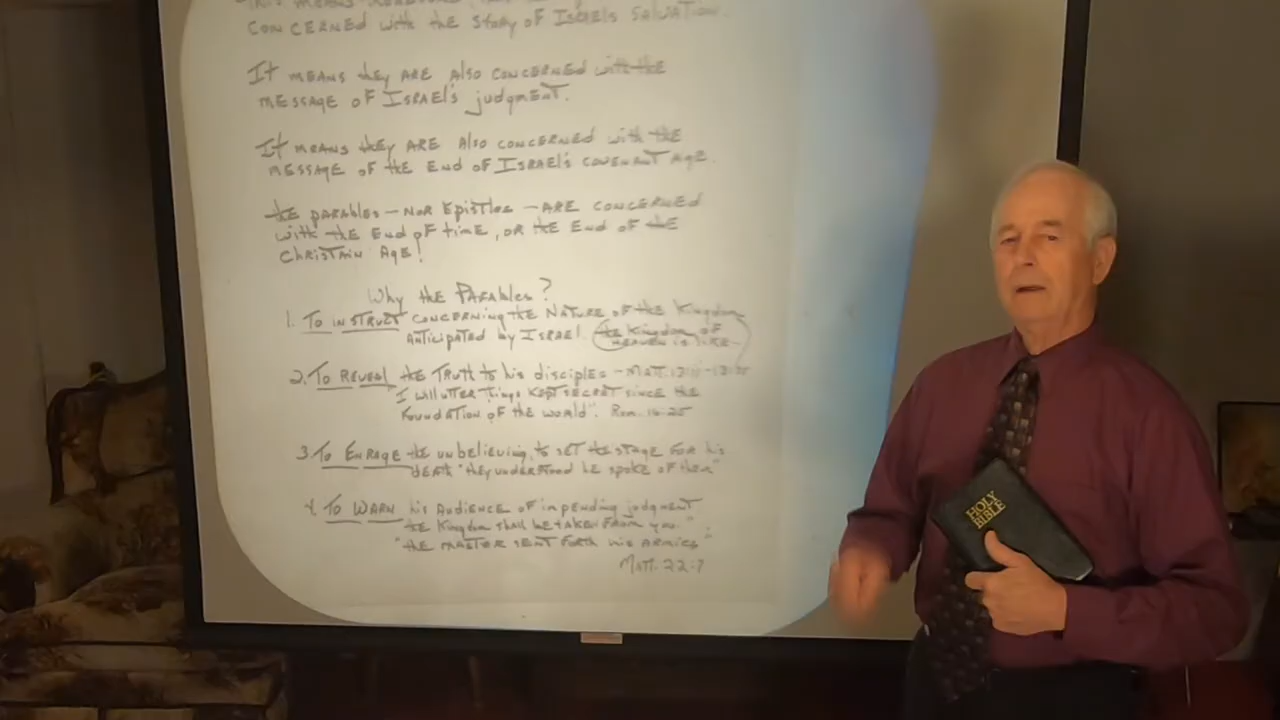 This means
CONCERNED with the Story OF Israels SALVATION.
It MEANS they ARE Also CONCERNED with the
MESSAGE OF ISRAEL's judgment.
It MEANS they ARE Also CONCERNED with the
MESSAGE OF the End OF ISRAEL's COVENANT AGE.
the parables - Nor Epistles - ARE CONCERNED
with the End of time, OR the End OF the
ChristAin Age!
Why the Parables?
1. To INSTRUCT CONCERNING the NATURE OF the Kingdom
ANTICIPATED by ISRAEL. the Kingdom OF
HEAVEN IS LIKE-
2. To Reveal the Truth to his disciples - MATT. 13:11
"I will utter Things KEPT SECRET SINCE the
Foundation of the world". Rom. 16-25
3. To ENRAGE the unbelieving, to SET the STAGE FOR his
death "they understood he spoke of them"
4. To WARN his AUDIENCE OF impending judgment
"the Kingdom shall be taken From you."
"the MASTER SENT FORTH his ARMIES"
MATT. 22:7
HOLY
BIBLE